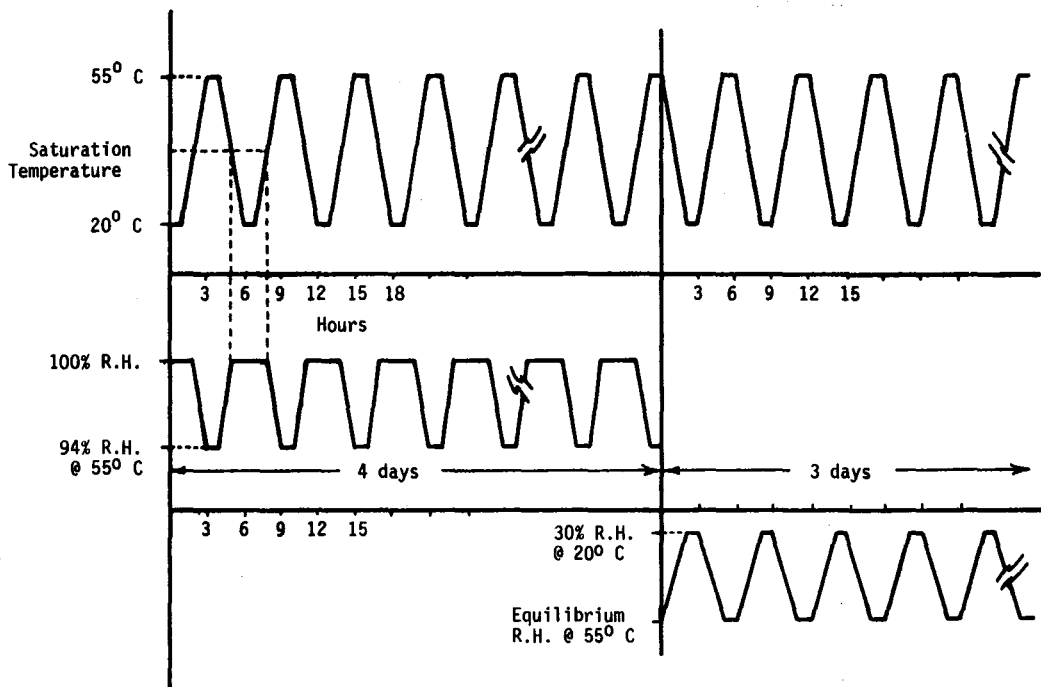 55° C
Saturation
Temperature
20° C
3 6 9 12 15 18
3 6 9 12 15
Hours
100% R.H.
94% R.H.
@ 55° C
4 days
3 days
3 6 9 12 15
30% R.H.
@ 20° C
Equilibrium
R.H. @ 55° C